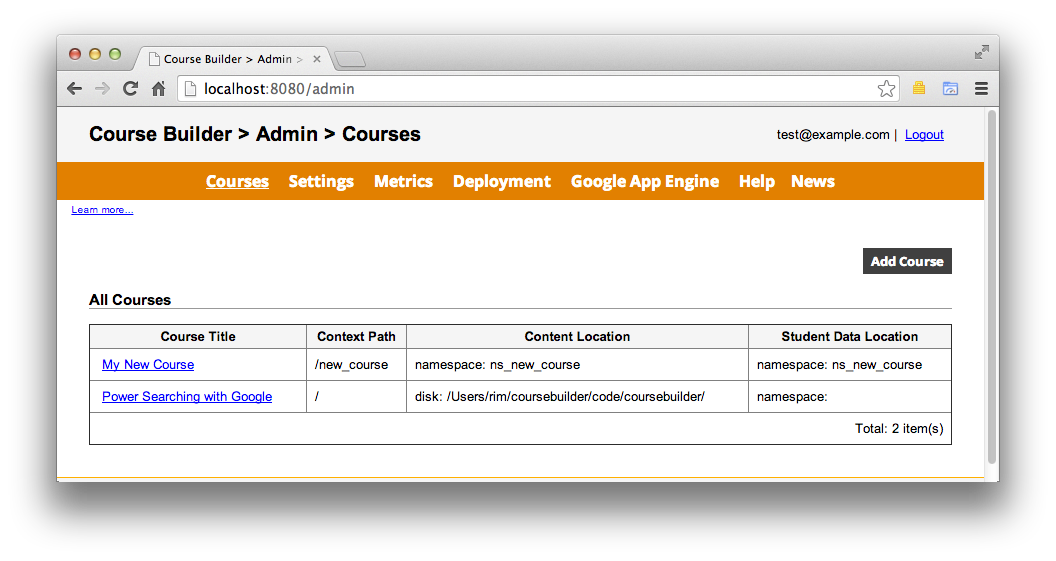 Course Builder > Admin >
localhost:8080/admin
Course Builder > Admin > Courses
test@example.com | Logout
Courses Settings Metrics Deployment Google App Engine Help News
Learn more...
Add Course
All Courses
Course Title Context Path Content Location Student Data Location
My New Course /new_course namespace: ns_new_course namespace: ns_new_course
Power Searching with Google / disk: /Users/rim/coursebuilder/code/coursebuilder/ namespace:
Total: 2 item(s)